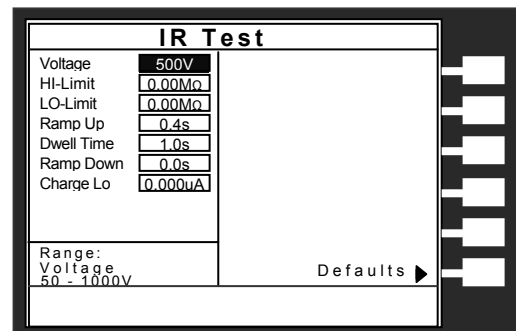 IR Test
Voltage 500V
HI-Limit 0.00MΩ
LO-Limit 0.00MΩ
Ramp Up 0.4s
Dwell Time 1.0s
Ramp Down 0.0s
Charge Lo 0.000uA
Range:
Voltage
50 - 1000V
Defaults